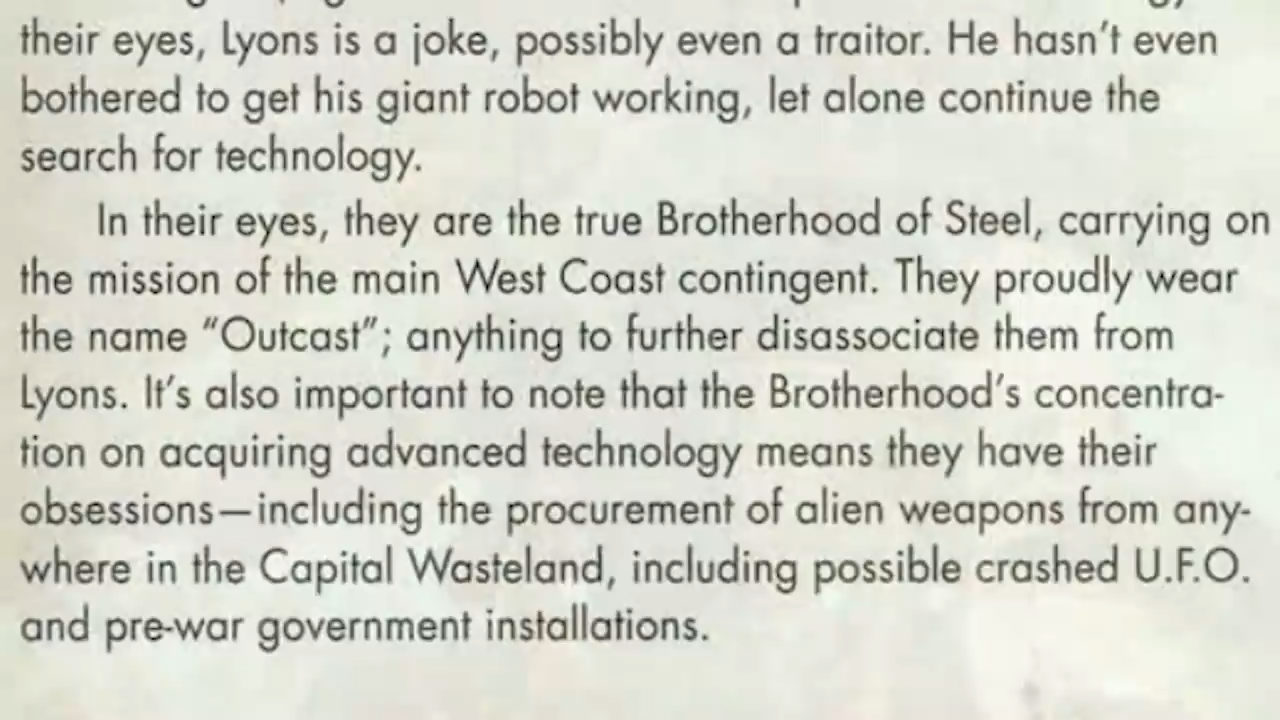 their eyes, Lyons is a joke, possibly even a traitor. He hasn't even
bothered to get his giant robot working, let alone continue the
search for technology.
In their eyes, they are the true Brotherhood of Steel, carrying on
the mission of the main West Coast contingent. They proudly wear
the name “Outcast”; anything to further disassociate them from
Lyons. It's also important to note that the Brotherhood's concentra-
tion on acquiring advanced technology means they have their
obsessions—including the procurement of alien weapons from any-
where in the Capital Wasteland, including possible crashed U.F.O.
and pre-war government installations.